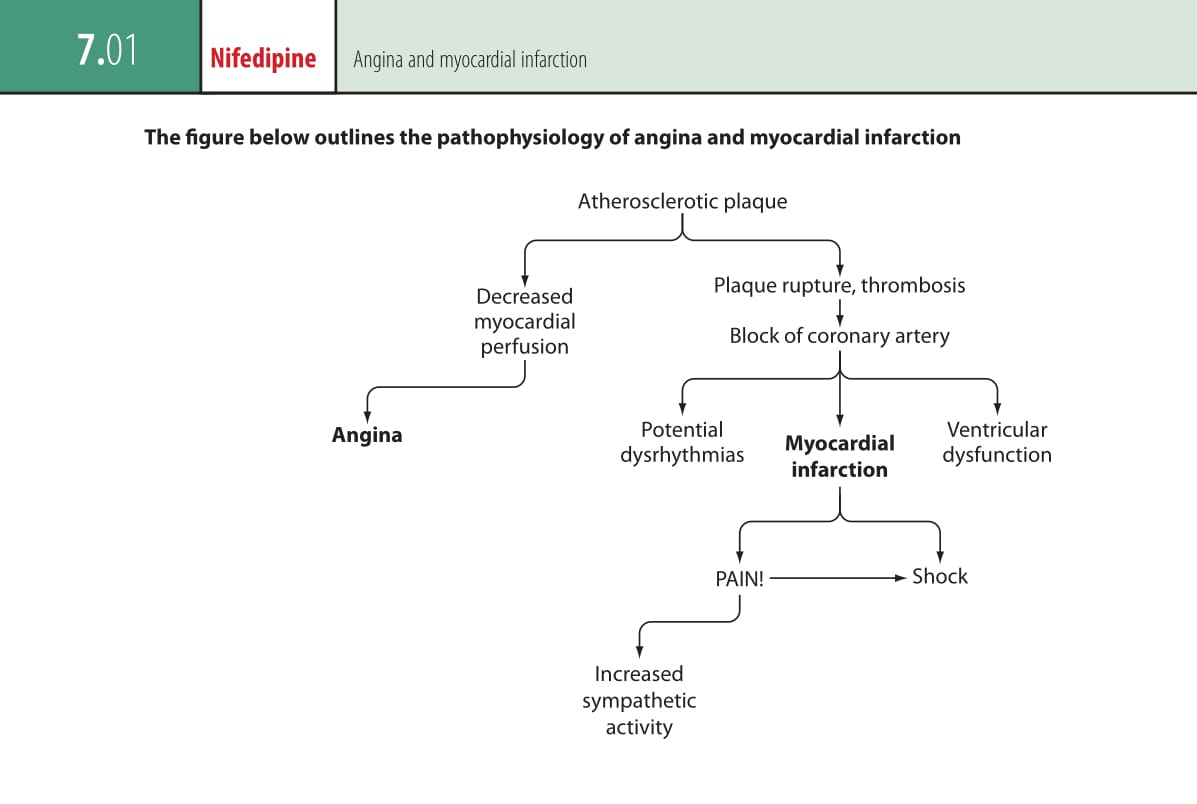 7.01
Nifedipine
Angina and myocardial infarction
The figure below outlines the pathophysiology of angina and myocardial infarction
Atherosclerotic plaque
Decreased
myocardial
perfusion
Plaque rupture, thrombosis
Block of coronary artery
Angina
Potential
dysrhythmias
Myocardial
infarction
Ventricular
dysfunction
PAIN!
Shock
Increased
sympathetic
activity